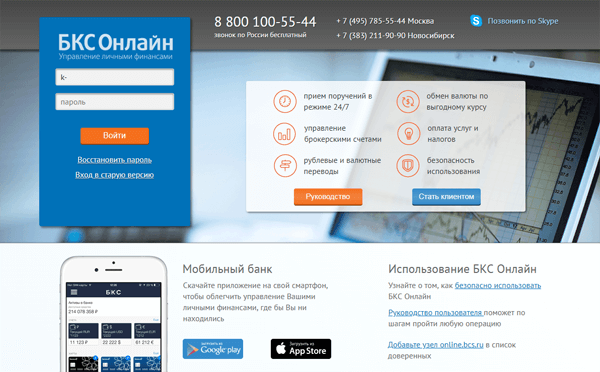 8 800 100-55-44
звонок по России бесплатный
+ 7 (495) 785-55-44 Москва
+ 7 (383) 211-90-90 Новосибирск
Позвонить по Skype
БКС Онлайн
Управление личными финансами
k-
пароль
Войти
Восстановить пароль
Вход в старую версию
прием поручений в
режиме 24/7
обмен валюты по
выгодному курсу
управление
брокерскими счетами
оплата услуг и
налогов
рублевые и валютные
переводы
безопасность
использования
Руководство
Стать клиентом
БКС
214 078 358 ₽
11 123 ₽
22 222 $
61 212 €
Мобильный банк
Скачайте приложение на свой смартфон,
чтобы облегчить управление Вашими
личными финансами, где бы Вы ни
находились
Google play
Загрузить из
App Store
Использование БКС Онлайн
Узнайте о том, как безопасно использовать
БКС Онлайн
Руководство пользователя поможет по
шагам пройти любую операцию
Добавьте узел online.bcs.ru в список
доверенных